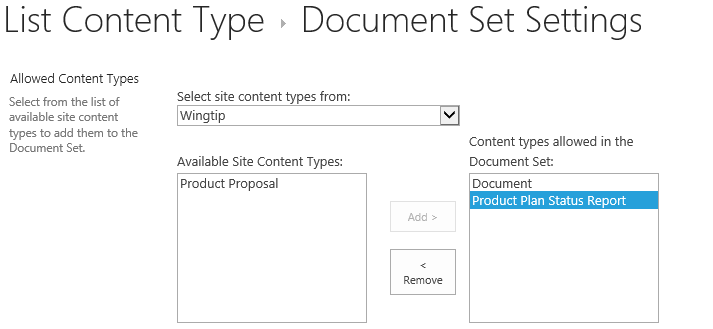 List Content Type ▸ Document Set Settings
Allowed Content Types
Select from the list of
available site content
types to add them to the
Document Set.
Select site content types from:
Wingtip
Available Site Content Types:
Product Proposal
Add >
<
Remove
Content types allowed in the
Document Set:
Document
Product Plan Status Report